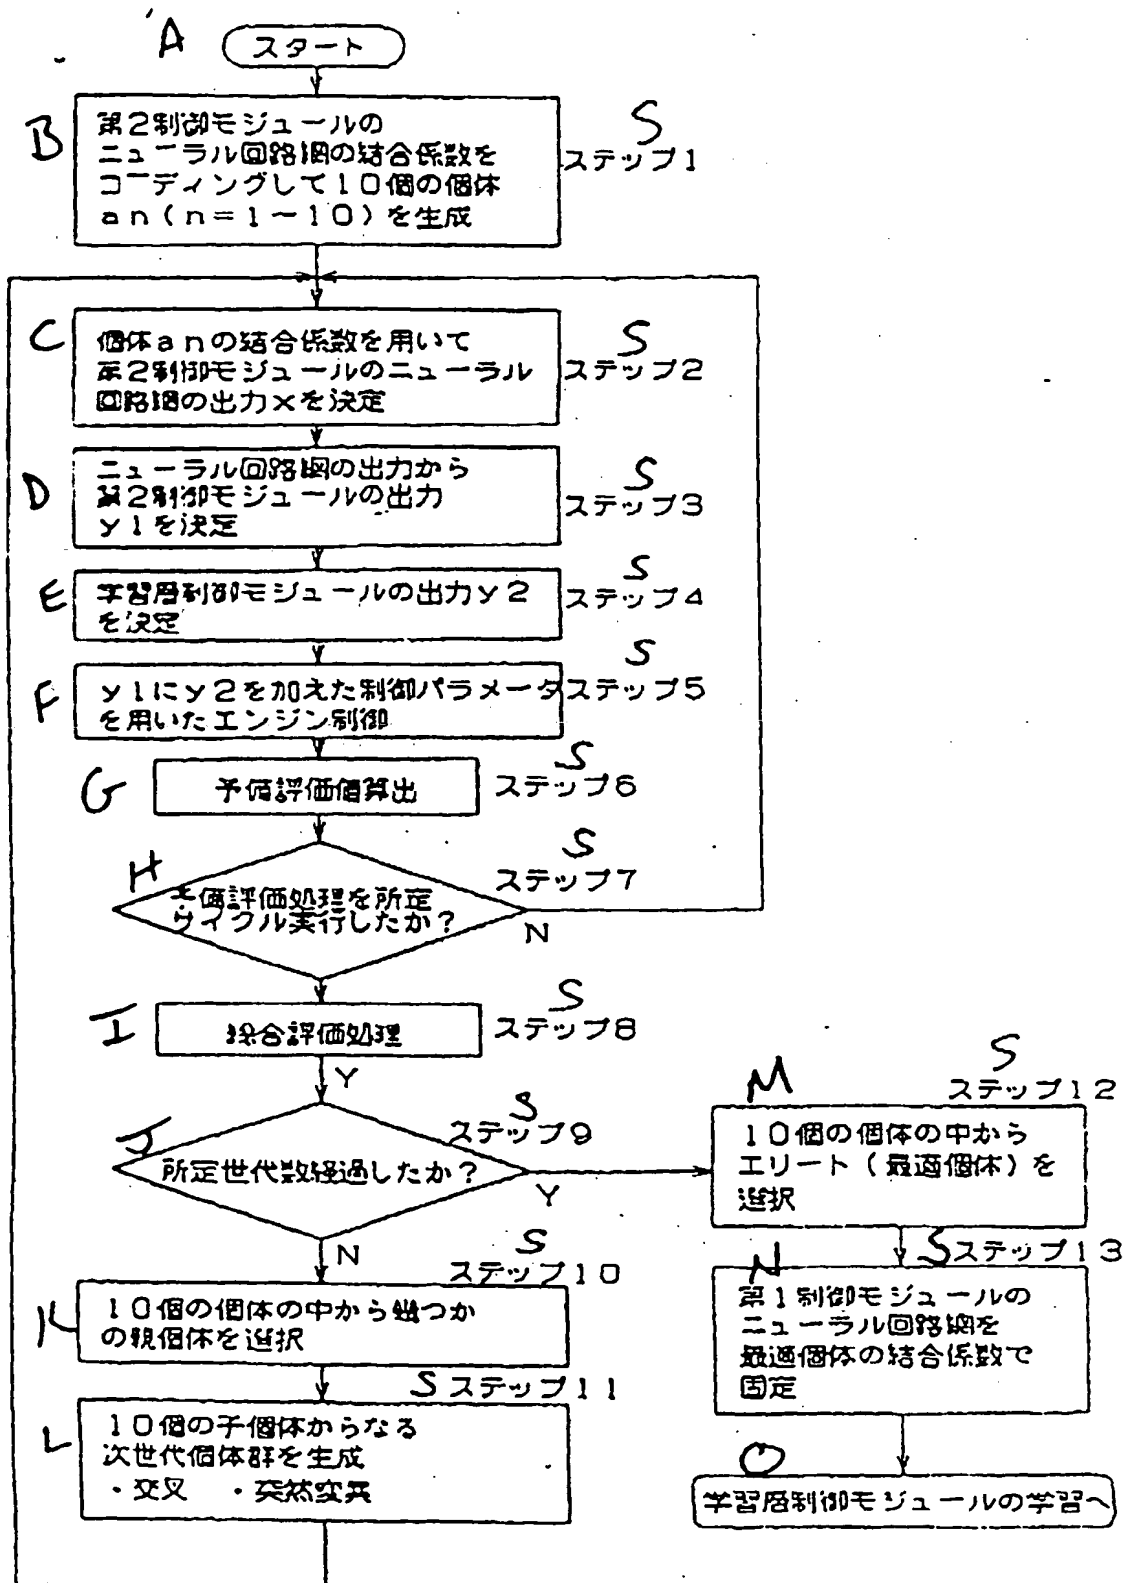 A
スタート
B
第2制御モジュールの
ニューラル回路網の結合係数を
コーディングして10個の個体
an(n=1~10)を生成
S
ステップ1
C
個体anの結合係数を用いて
第2制御モジュールのニューラル
回路網の出力xを決定
S
ステップ2
D
ニューラル回路網の出力から
第2制御モジュールの出力
y1を決定
S
ステップ3
E
学習層制御モジュールの出力y2
を決定
S
ステップ4
F
y1にy2を加えた制御パラメータ
を用いたエンジン制御
S
ステップ5
G
予備評価値算出
S
ステップ6
H
予備評価処理を所定
サイクル実行したか?
S
ステップ7
N
I
総合評価処理
S
ステップ8
Y
J
所定世代数経過したか?
S
ステップ9
Y
N
K
10個の個体の中から幾つか
の親個体を選択
S
ステップ10
L
10個の子個体からなる
次世代個体群を生成
・交叉 ・突然変異
S
ステップ11
M
10個の個体の中から
エリート(最適個体)を
選択
S
ステップ12
N
第1制御モジュールの
ニューラル回路網を
最適個体の結合係数で
固定
S
ステップ13
O
学習層制御モジュールの学習へ